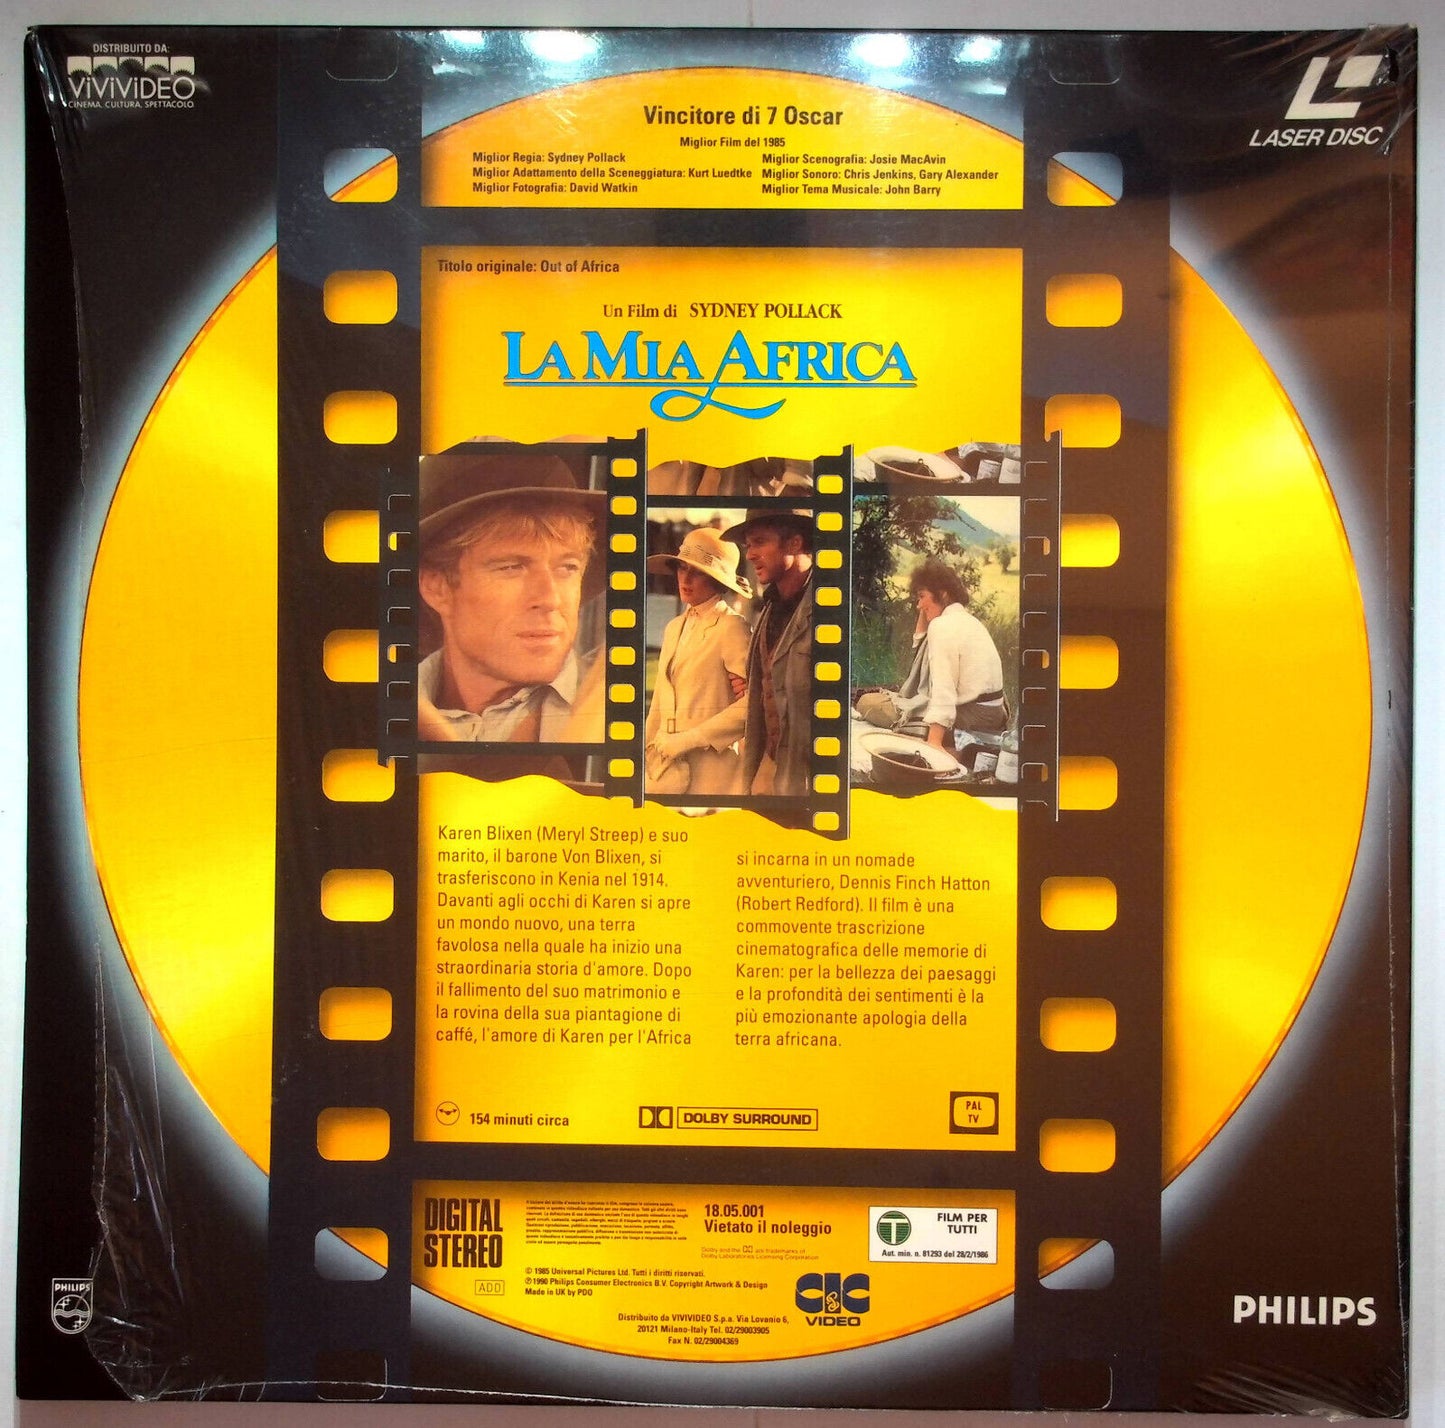 DISTRIBUITO DA:
ViViViDEO
CINEMA, CULTURA, SPETTACOLO
LASER DISC
Vincitore di 7 Oscar
Miglior Film del 1985
Miglior Regia: Sydney Pollack
Miglior Adattamento della Sceneggiatura: Kurt Luedtke
Miglior Fotografia: David Watkin
Miglior Scenografia: Josie MacAvin
Miglior Sonoro: Chris Jenkins, Gary Alexander
Miglior Tema Musicale: John Barry
Titolo originale: Out of Africa
Un Film di SYDNEY POLLACK
LA MIA AFRICA
Karen Blixen (Meryl Streep) e suo
marito, il barone Von Blixen, si
trasferiscono in Kenia nel 1914.
Davanti agli occhi di Karen si apre
un mondo nuovo, una terra
favolosa nella quale ha inizio una
straordinaria storia d'amore. Dopo
il fallimento del suo matrimonio e
la rovina della sua piantagione di
caffé, l'amore di Karen per l'Africa
si incarna in un nomade
avventuriero, Dennis Finch Hatton
(Robert Redford). Il film è una
commovente trascrizione
cinematografica delle memorie di
Karen: per la bellezza dei paesaggi
e la profondità dei sentimenti è la
più emozionante apologia della
terra africana.
154 minuti circa
DOLBY SURROUND
PAL
TV
DIGITAL
STEREO
ADD
18.05.001
Vietato il noleggio
Dolby and the are trademarks of
Dolby Laboratories Licensing Corporation
T
FILM PER
TUTTI
Aut. min. n. 81293 del 28/2/1986
© 1985 Universal Pictures Ltd. Tutti i diritti riservati.
℗1990 Philips Consumer Electronics B.V. Copyright Artwork & Design
Made in UK by PDO
CIC
VIDEO
Distribuito da VIVIVIDEO S.p.a. Via Lovanio 6,
20121 Milano-Italy Tel. 02/29003905
Fax N. 02/29004369
PHILIPS
PHILIPS